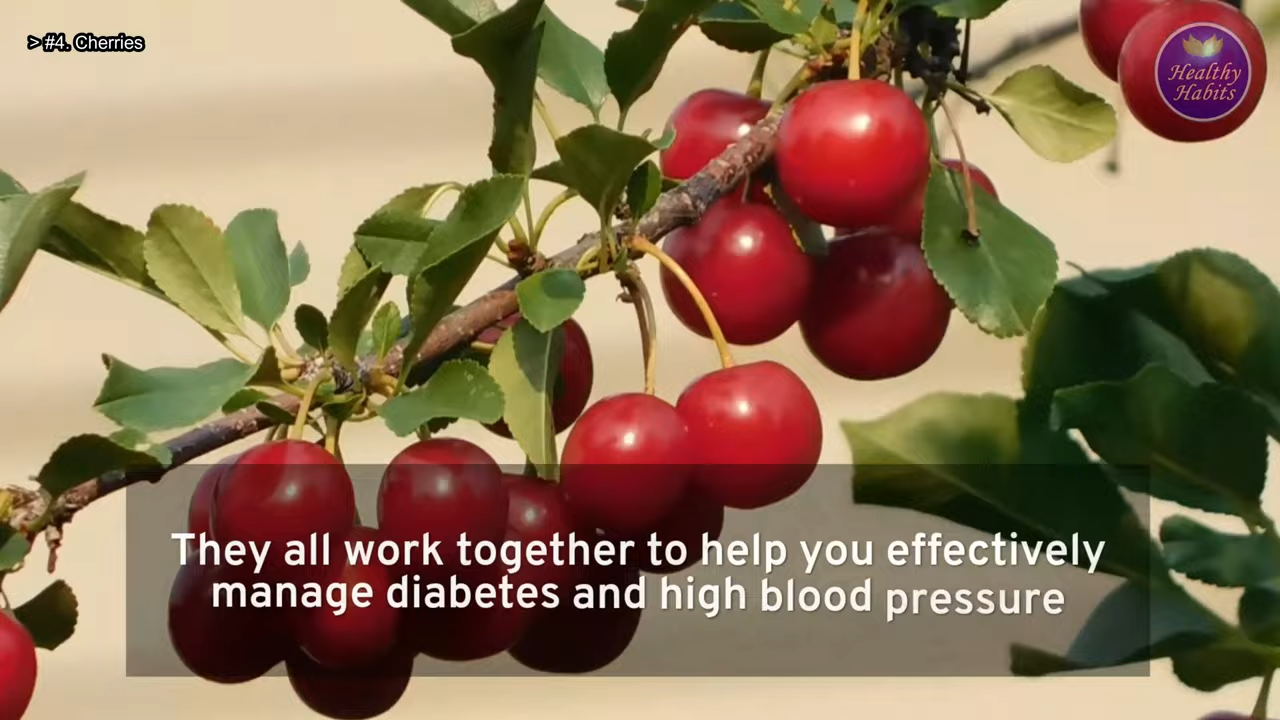 > #4. Cherries
Healthy
Habits
They all work together to help you effectively
manage diabetes and high blood pressure